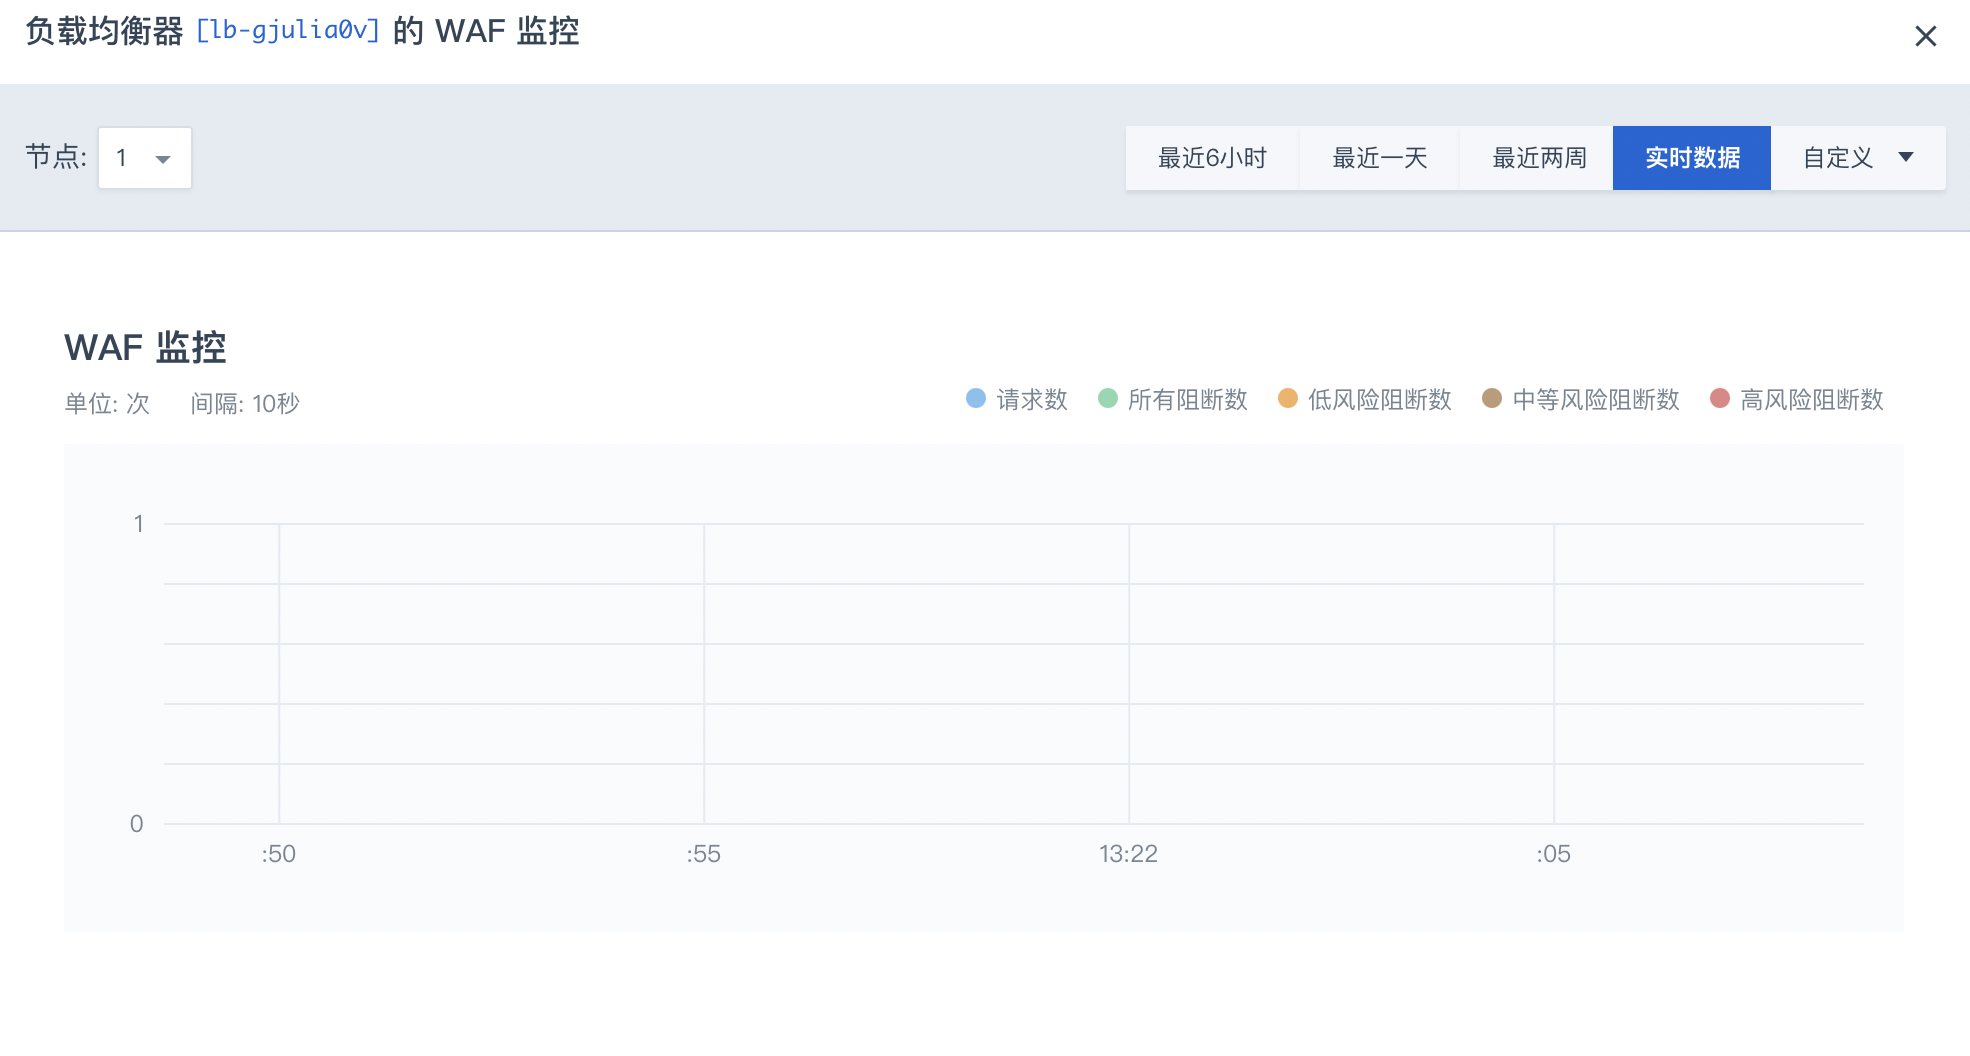 负载均衡器 [lb-gjulia0v] 的 WAF 监控
节点: 1 最近6小时 最近一天 最近两周 实时数据 自定义
WAF 监控
单位: 次 间隔: 10秒 请求数 所有阻断数 低风险阻断数 中等风险阻断数 高风险阻断数
1
0
:50 :55 13:22 :05